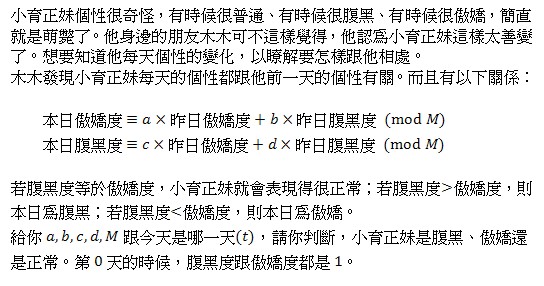 小育正妹個性很奇怪，有時候很普通、有時候很腹黑、有時候很傲嬌，簡直
就是萌斃了。他身邊的朋友木木可不這樣覺得，他認為小育正妹這樣太善變
了。想要知道他每天個性的變化，以瞭解要怎樣跟他相處。
木木發現小育正妹每天的個性都跟他前一天的個性有關。而且有以下關係：
本日傲嬌度 ≡ a × 昨日傲嬌度 + b × 昨日腹黑度 (mod M)
本日腹黑度 ≡ c × 昨日傲嬌度 + d × 昨日腹黑度 (mod M)
若腹黑度等於傲嬌度，小育正妹就會表現得很正常；若腹黑度>傲嬌度，則
本日為腹黑；若腹黑度<傲嬌度，則本日為傲嬌。
給你 a, b, c, d, M 跟今天是哪一天(t)，請你判斷，小育正妹是腹黑、傲嬌還
是正常。第 0 天的時候，腹黑度跟傲嬌度都是 1。